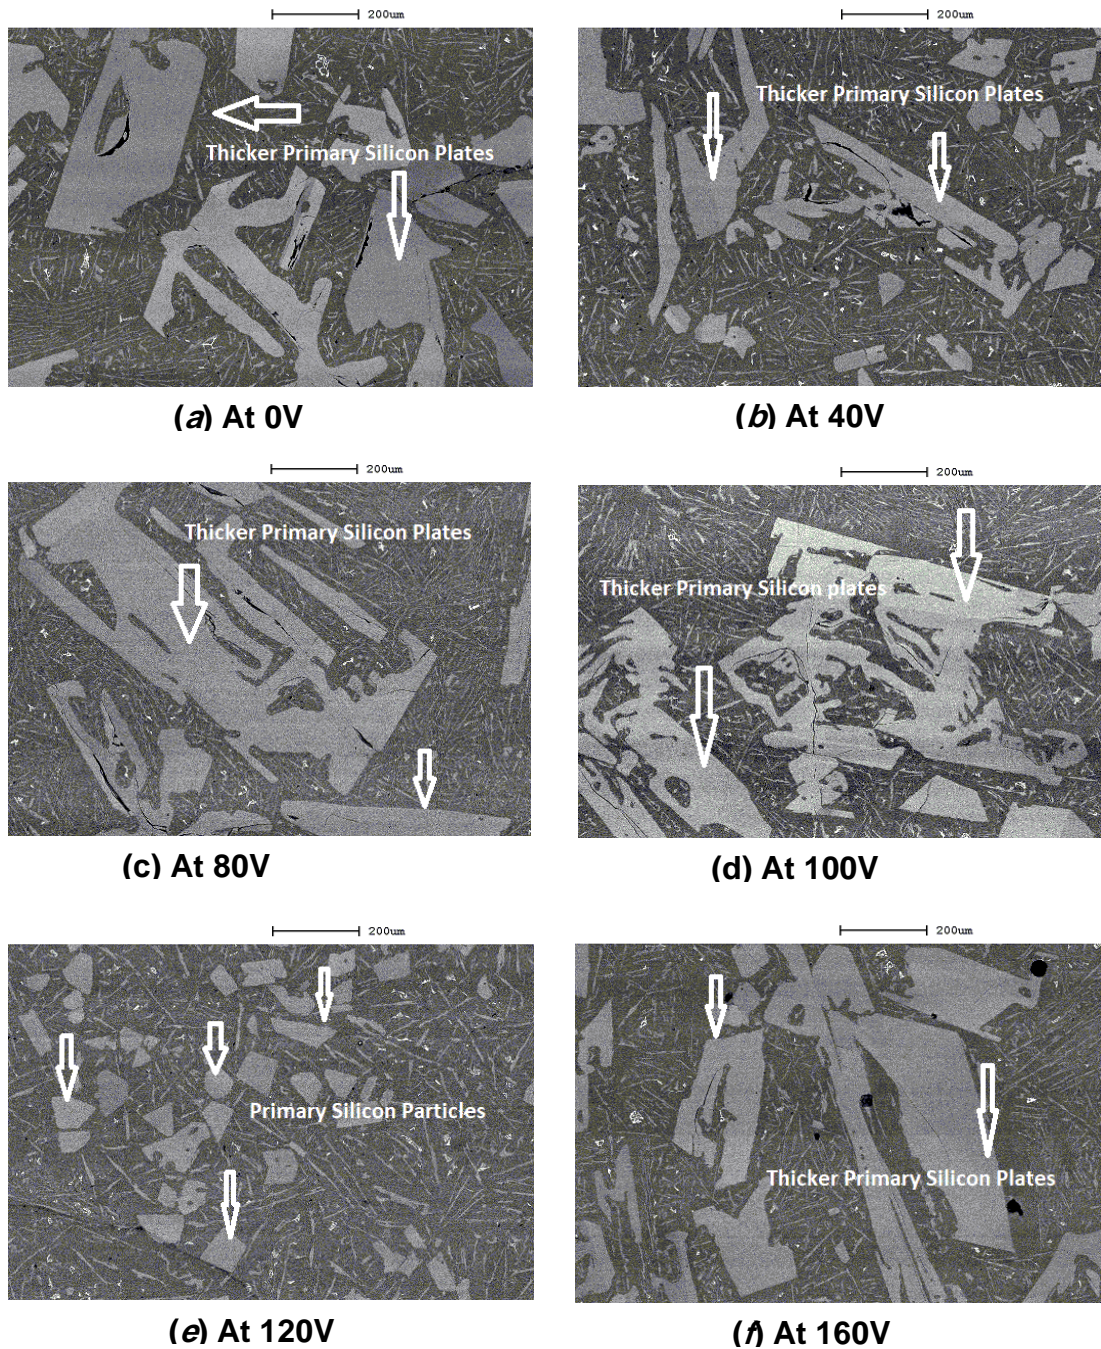 200um
200um
Thicker Primary Silicon Plates
Thicker Primary Silicon Plates
(a) At 0V
(b) At 40V
200um
200um
Thicker Primary Silicon Plates
Thicker Primary Silicon plates
(c) At 80V
(d) At 100V
200um
200um
Primary Silicon Particles
Thicker Primary Silicon Plates
(e) At 120V
(f) At 160V